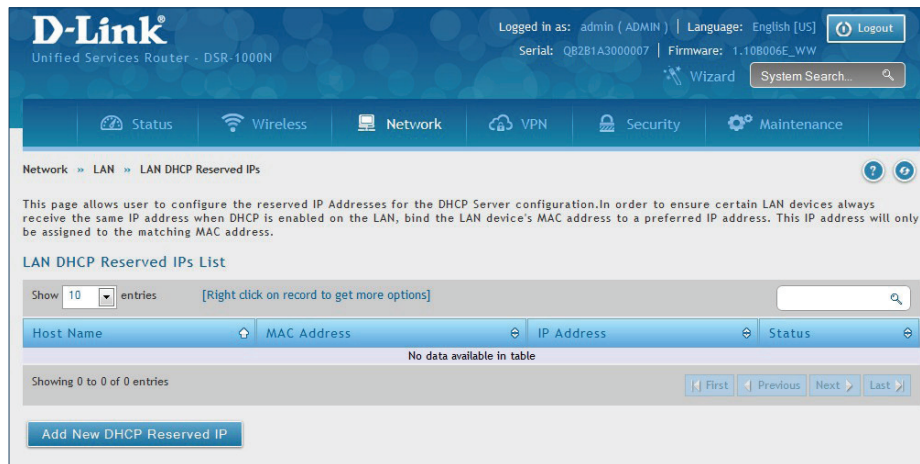 D-Link®
Unified Services Router - DSR-1000N
Logged in as: admin ( ADMIN ) | Language: English [US]
Logout
Serial: QB2B1A3000007 | Firmware: 1.10B006E_WW
Wizard
System Search...
Status
Wireless
Network
VPN
Security
Maintenance
Network » LAN » LAN DHCP Reserved IPs
This page allows user to configure the reserved IP Addresses for the DHCP Server configuration.In order to ensure certain LAN devices always
receive the same IP address when DHCP is enabled on the LAN, bind the LAN device's MAC address to a preferred IP address. This IP address will only
be assigned to the matching MAC address.
LAN DHCP Reserved IPs List
Show 10 entries [Right click on record to get more options]
Host Name MAC Address IP Address Status
No data available in table
Showing 0 to 0 of 0 entries
First Previous Next Last
Add New DHCP Reserved IP